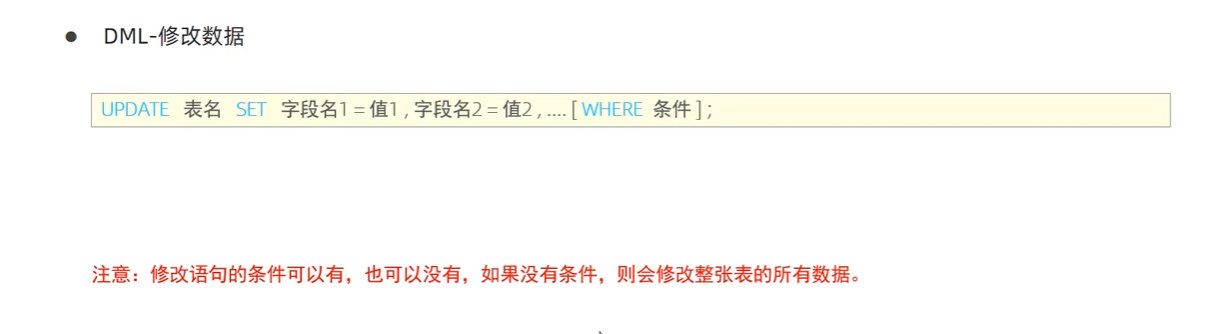 ● DML-修改数据
UPDATE 表名 SET 字段名1 = 值1 , 字段名2 = 值2 , .... [ WHERE 条件 ] ;
注意：修改语句的条件可以有，也可以没有，如果没有条件，则会修改整张表的所有数据。